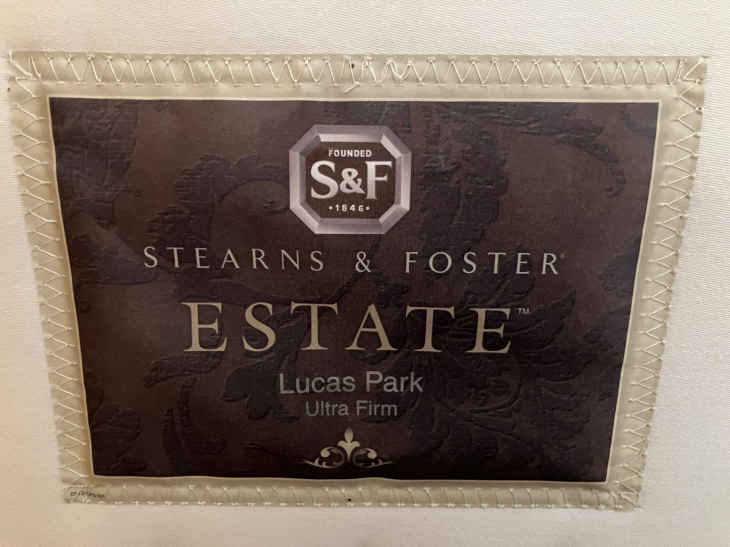 FOUNDED
S&F
•1846•
STEARNS & FOSTER®
ESTATE™
Lucas Park
Ultra Firm